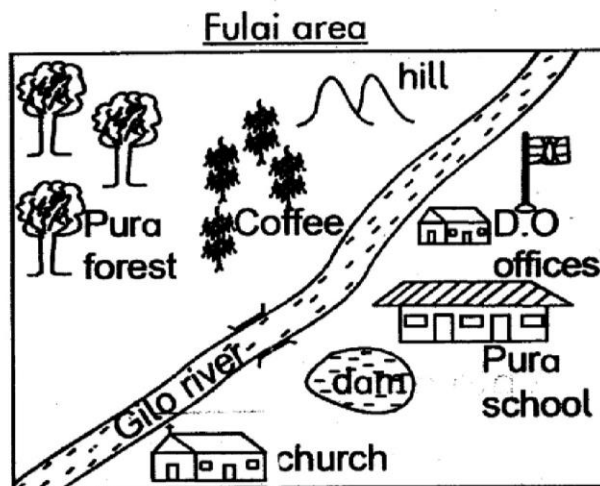 Fulai area
hill
Pura
forest
Coffee
D.O
offices
Pura
school
Gilo river
dam
church